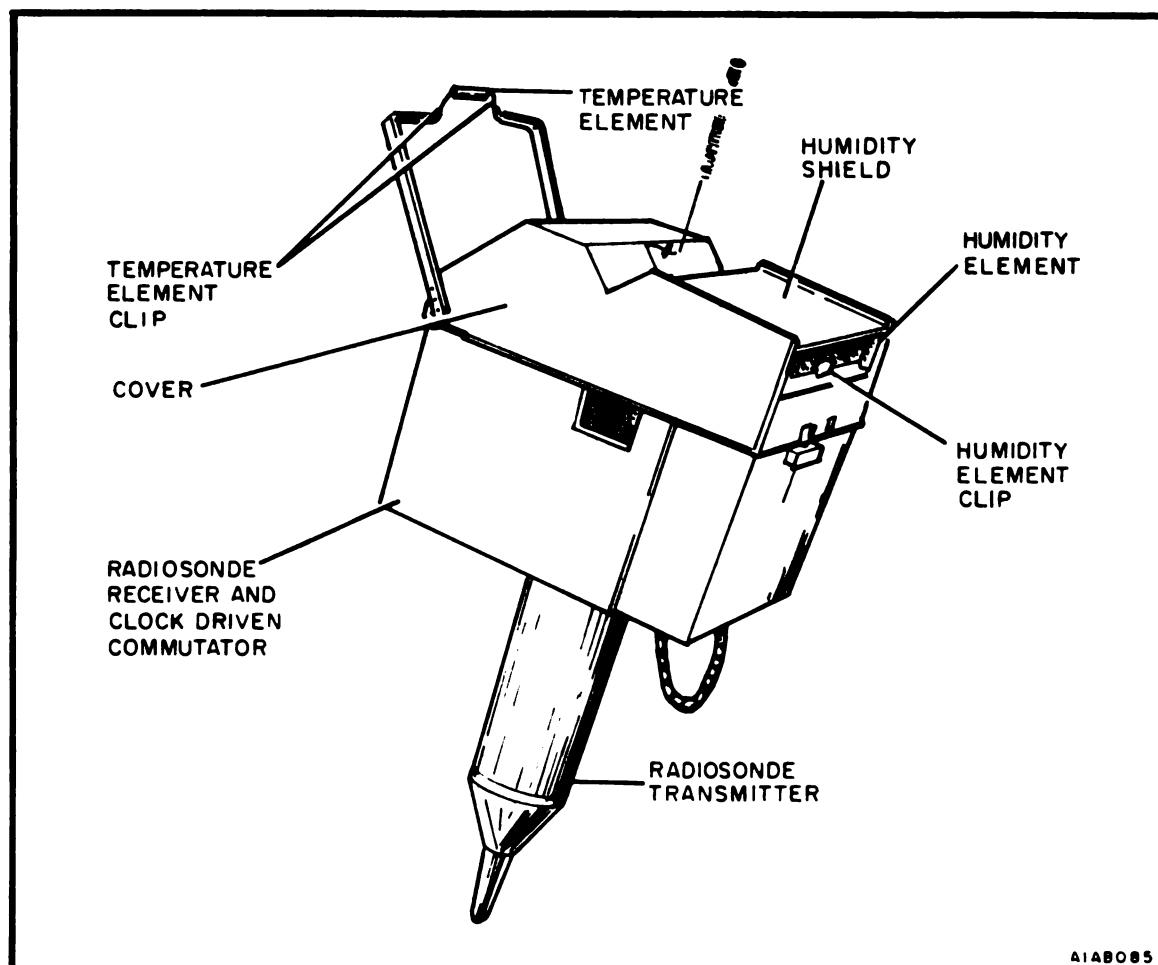 TEMPERATURE
ELEMENT
HUMIDITY
SHIELD
HUMIDITY
ELEMENT
TEMPERATURE
ELEMENT
CLIP
COVER
HUMIDITY
ELEMENT
CLIP
RADIOSONDE
RECEIVER AND
CLOCK DRIVEN
COMMUTATOR
RADIOSONDE
TRANSMITTER
A1AB085